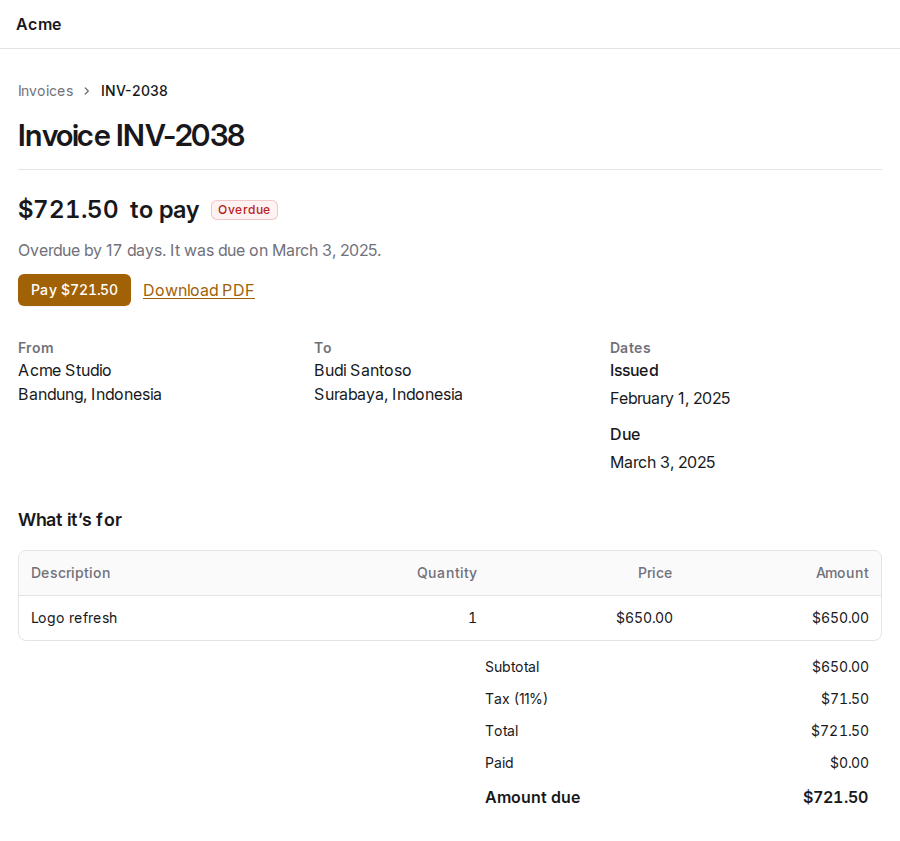 Acme
Invoices > INV-2038
Invoice INV-2038
$721.50 to pay Overdue
Overdue by 17 days. It was due on March 3, 2025.
Pay $721.50 Download PDF
From
Acme Studio
Bandung, Indonesia
To
Budi Santoso
Surabaya, Indonesia
Dates
Issued
February 1, 2025
Due
March 3, 2025
What it’s for
Description Quantity Price Amount
Logo refresh 1 $650.00 $650.00
Subtotal $650.00
Tax (11%) $71.50
Total $721.50
Paid $0.00
Amount due $721.50